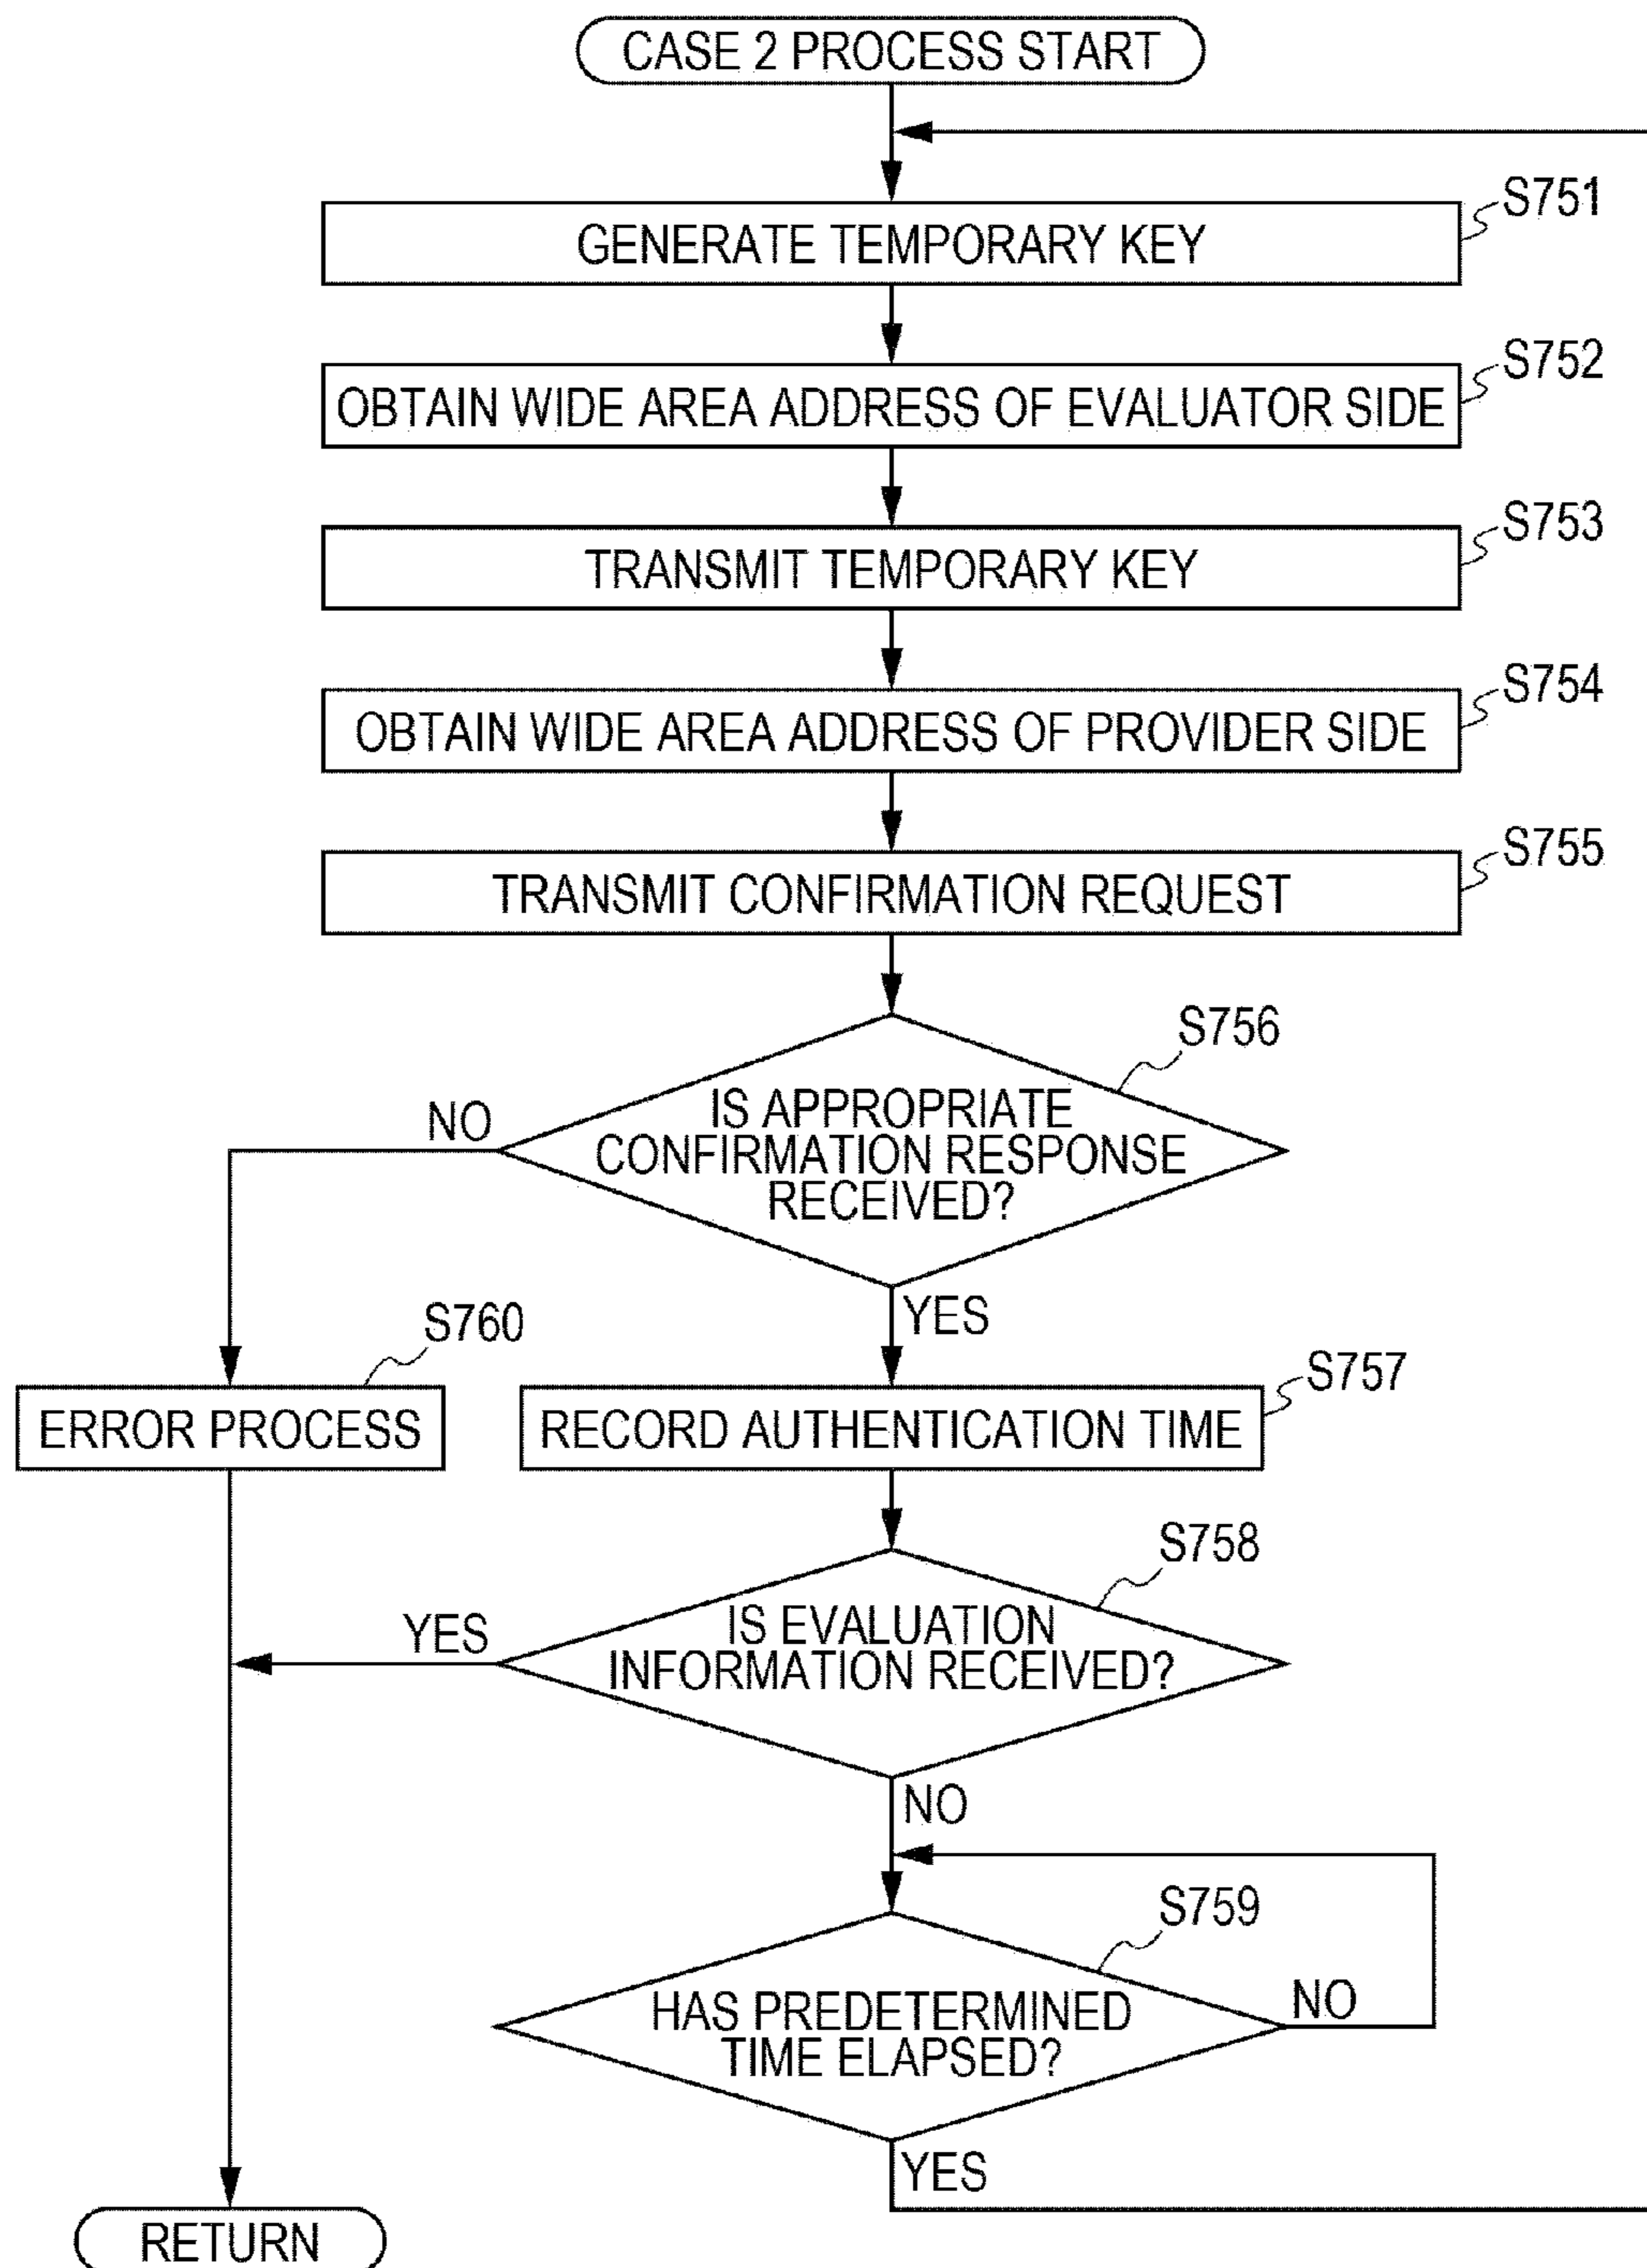 CASE 2 PROCESS START
S751
GENERATE TEMPORARY KEY
S752
OBTAIN WIDE AREA ADDRESS OF EVALUATOR SIDE
S753
TRANSMIT TEMPORARY KEY
S754
OBTAIN WIDE AREA ADDRESS OF PROVIDER SIDE
S755
TRANSMIT CONFIRMATION REQUEST
S756
IS APPROPRIATE
CONFIRMATION RESPONSE
RECEIVED?
NO
YES
S760
ERROR PROCESS
S757
RECORD AUTHENTICATION TIME
S758
IS EVALUATION
INFORMATION RECEIVED?
YES
NO
S759
HAS PREDETERMINED
TIME ELAPSED?
NO
YES
RETURN